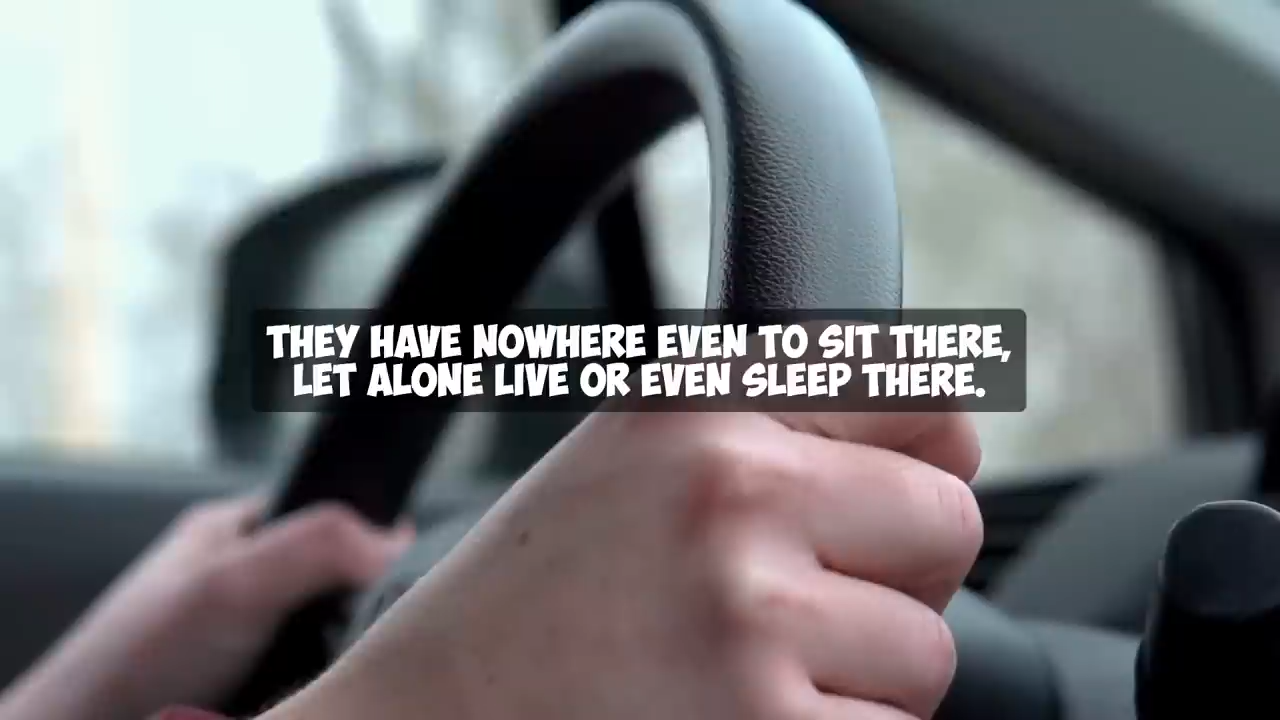 THEY HAVE NOWHERE EVEN TO SIT THERE,
LET ALONE LIVE OR EVEN SLEEP THERE.